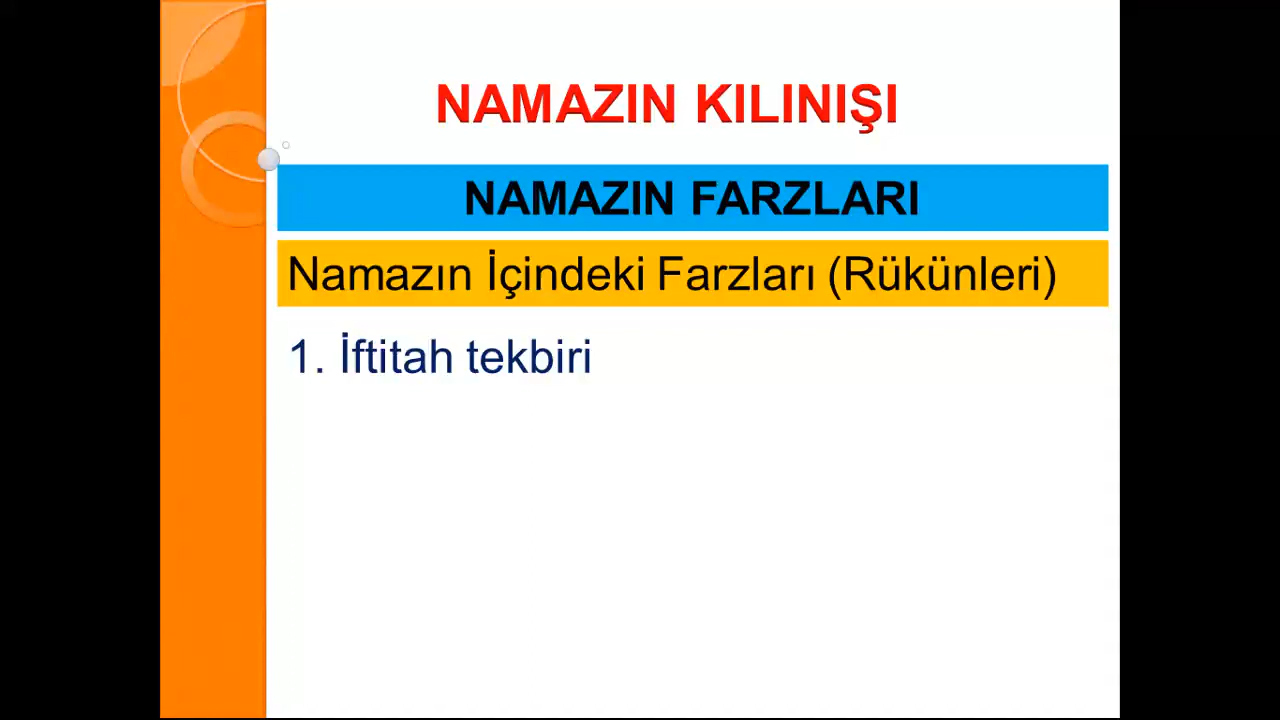 NAMAZIN KILINIŞI
NAMAZIN FARZLARI
Namazın İçindeki Farzları (Rükünleri)
1. İftitah tekbiri